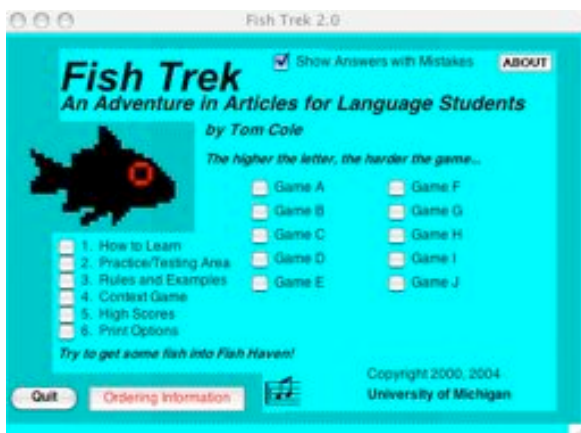 Fish Trek 2.0
Show Answers with Mistakes
ABOUT
Fish Trek
An Adventure in Articles for Language Students
by Tom Cole
The higher the letter, the harder the game...
Game A
Game B
Game C
Game D
Game E
Game F
Game G
Game H
Game I
Game J
1. How to Learn
2. Practice/Testing Area
3. Rules and Examples
4. Context Game
5. High Scores
6. Print Options
Try to get some fish into Fish Haven!
Quit
Ordering Information
Copyright 2000, 2004
University of Michigan